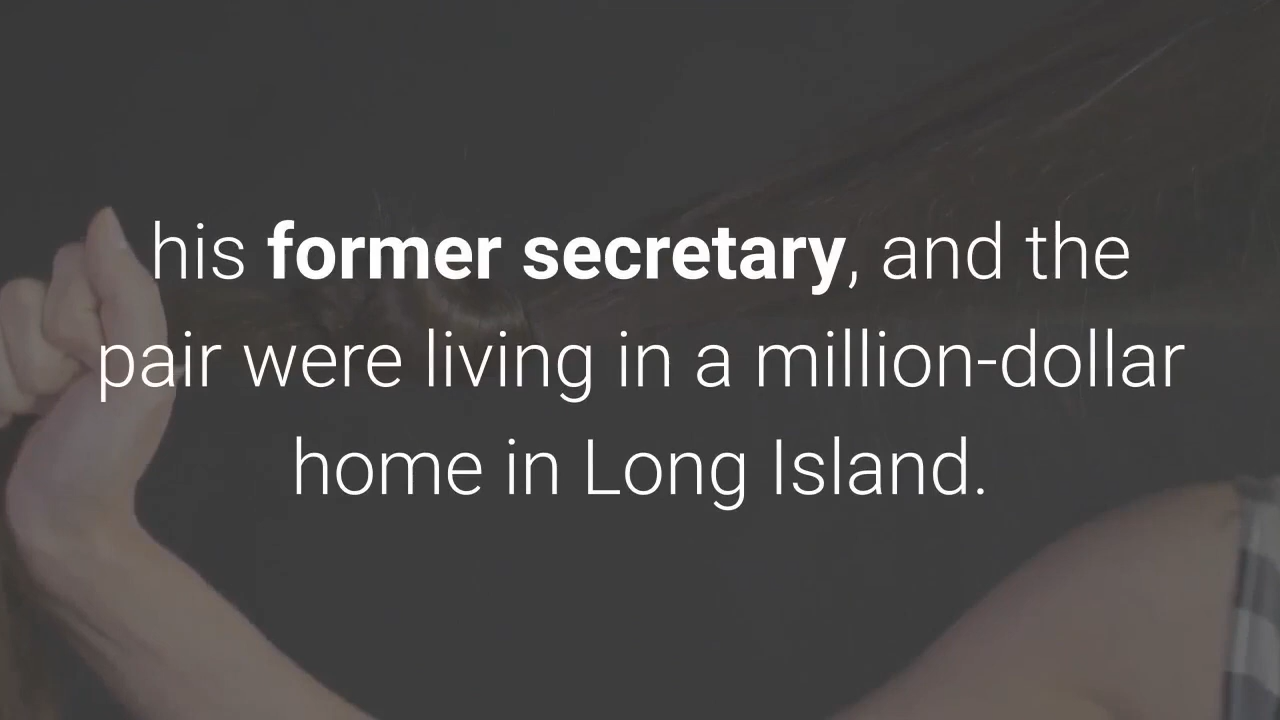 his former secretary, and the
pair were living in a million-dollar
home in Long Island.